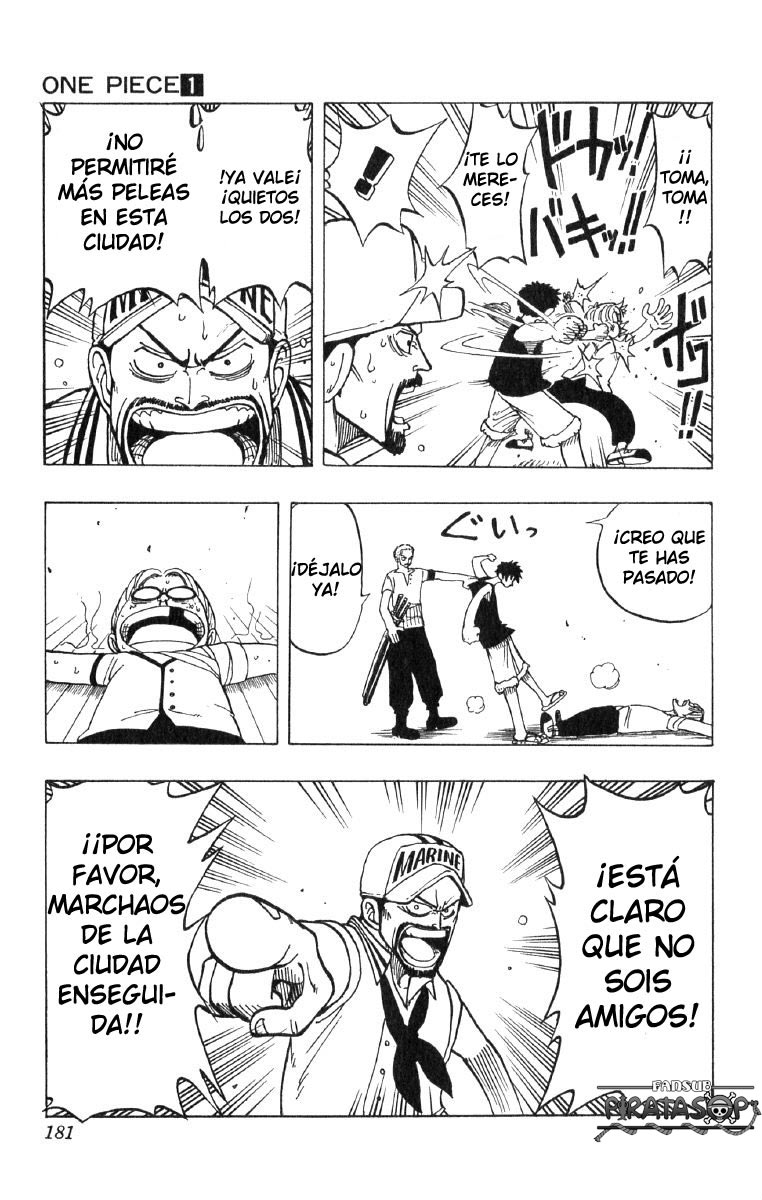 ONE PIECE 1
¡¡
TOMA,
TOMA
!!
ドカッ!!
バキッ!!
ボゴ!!
¡TE LO
MERE-
CES!
!!
!YA VALE¡
¡QUIETOS
LOS DOS!
¡NO
PERMITIRÉ
MÁS PELEAS
EN ESTA
CIUDAD!
MARINE
¡CREO QUE
TE HAS
PASADO!
ぐいっ
¡DÉJALO
YA!
¡ESTÁ
CLARO
QUE NO
SOIS
AMIGOS!
MARINE
¡¡POR
FAVOR,
MARCHAOS
DE LA
CIUDAD
ENSEGUI-
DA!!
181
FANSUB
PIRATASOP